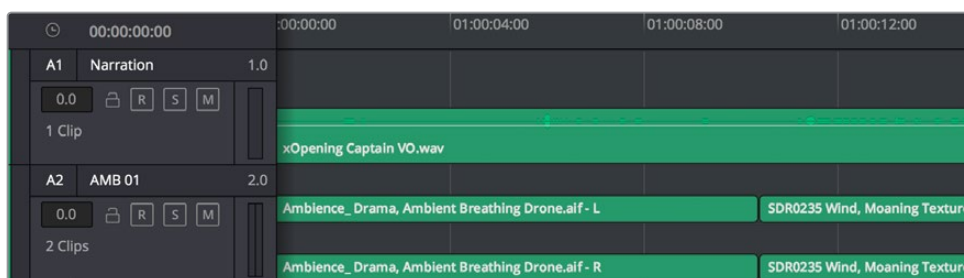 00:00:00:00 :00:00:00 01:00:04:00 01:00:08:00 01:00:12:00
A1 Narration 1.0
0.0 R S M
1 Clip
xOpening Captain VO.wav
A2 AMB 01 2.0
Ambience_ Drama, Ambient Breathing Drone.aif - L SDR0235 Wind, Moaning Textur
0.0 R S M
2 Clips
Ambience_ Drama, Ambient Breathing Drone.aif - R SDR0235 Wind, Moaning Textur